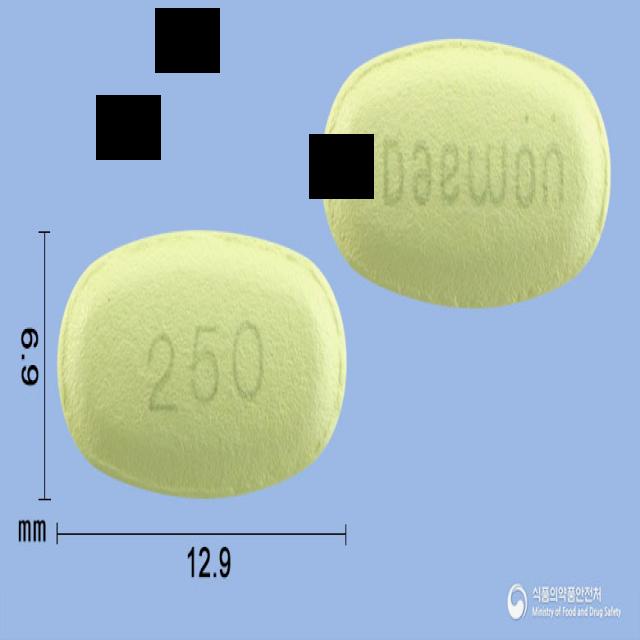 Daewon
250
6.9
mm
12.9
식품의약품안전처
Ministry of Food and Drug Safety